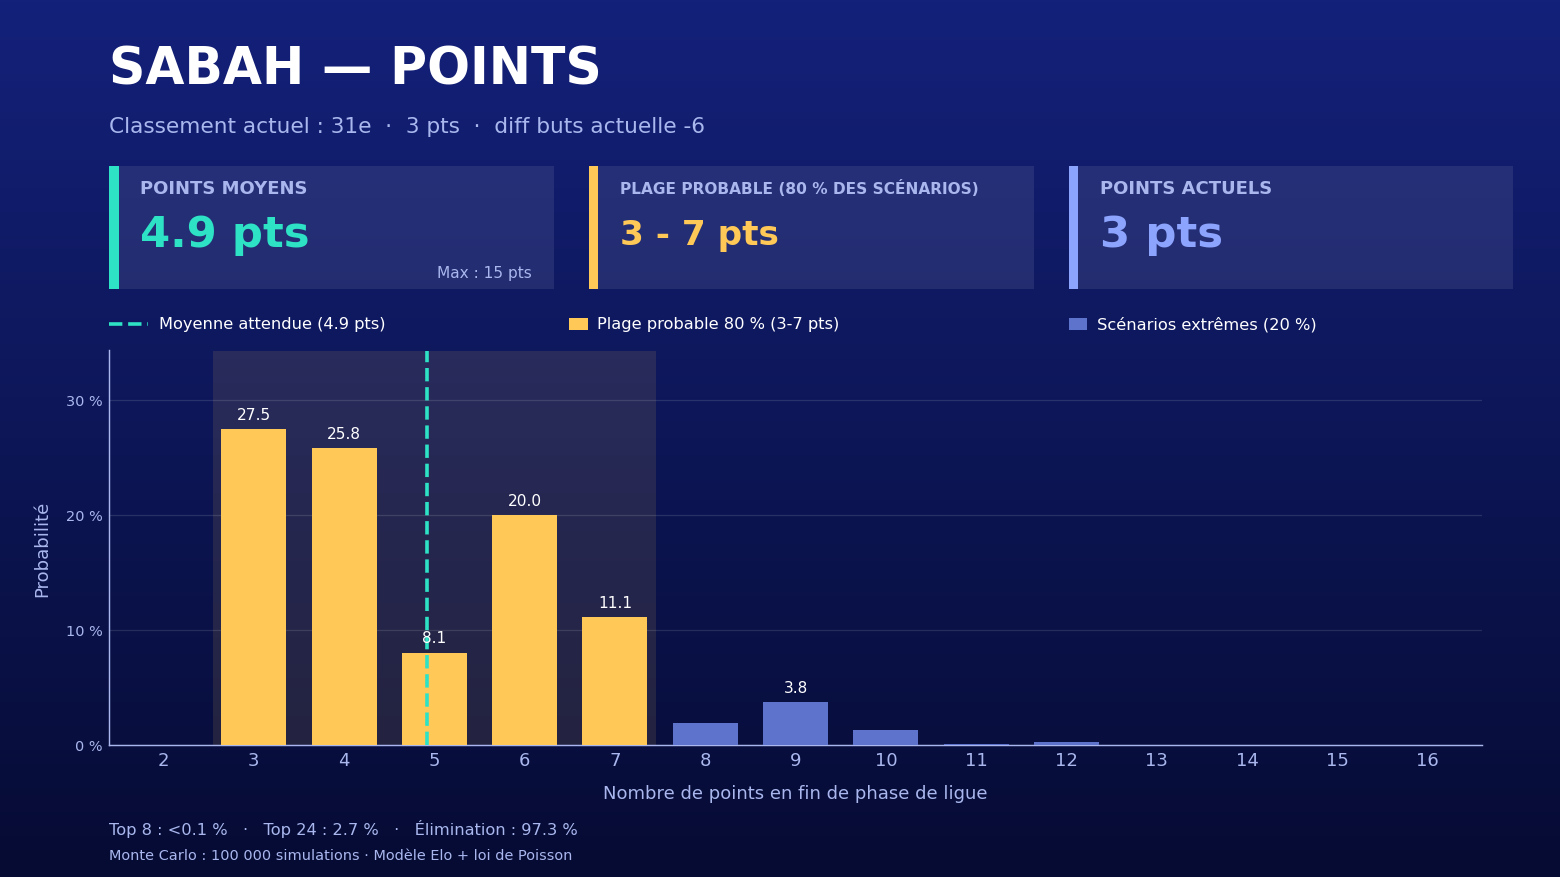 SABAH — POINTS
Classement actuel : 31e · 3 pts · diff buts actuelle -6
POINTS MOYENS
4.9 pts
Max : 15 pts
PLAGE PROBABLE (80 % DES SCÉNARIOS)
3 - 7 pts
POINTS ACTUELS
3 pts
Moyenne attendue (4.9 pts)
Plage probable 80 % (3-7 pts)
Scénarios extrêmes (20 %)
Probabilité
30 %
20 %
10 %
0 %
27.5
25.8
8.1
20.0
11.1
3.8
2 3 4 5 6 7 8 9 10 11 12 13 14 15 16
Nombre de points en fin de phase de ligue
Top 8 : <0.1 % · Top 24 : 2.7 % · Élimination : 97.3 %
Monte Carlo : 100 000 simulations · Modèle Elo + loi de Poisson